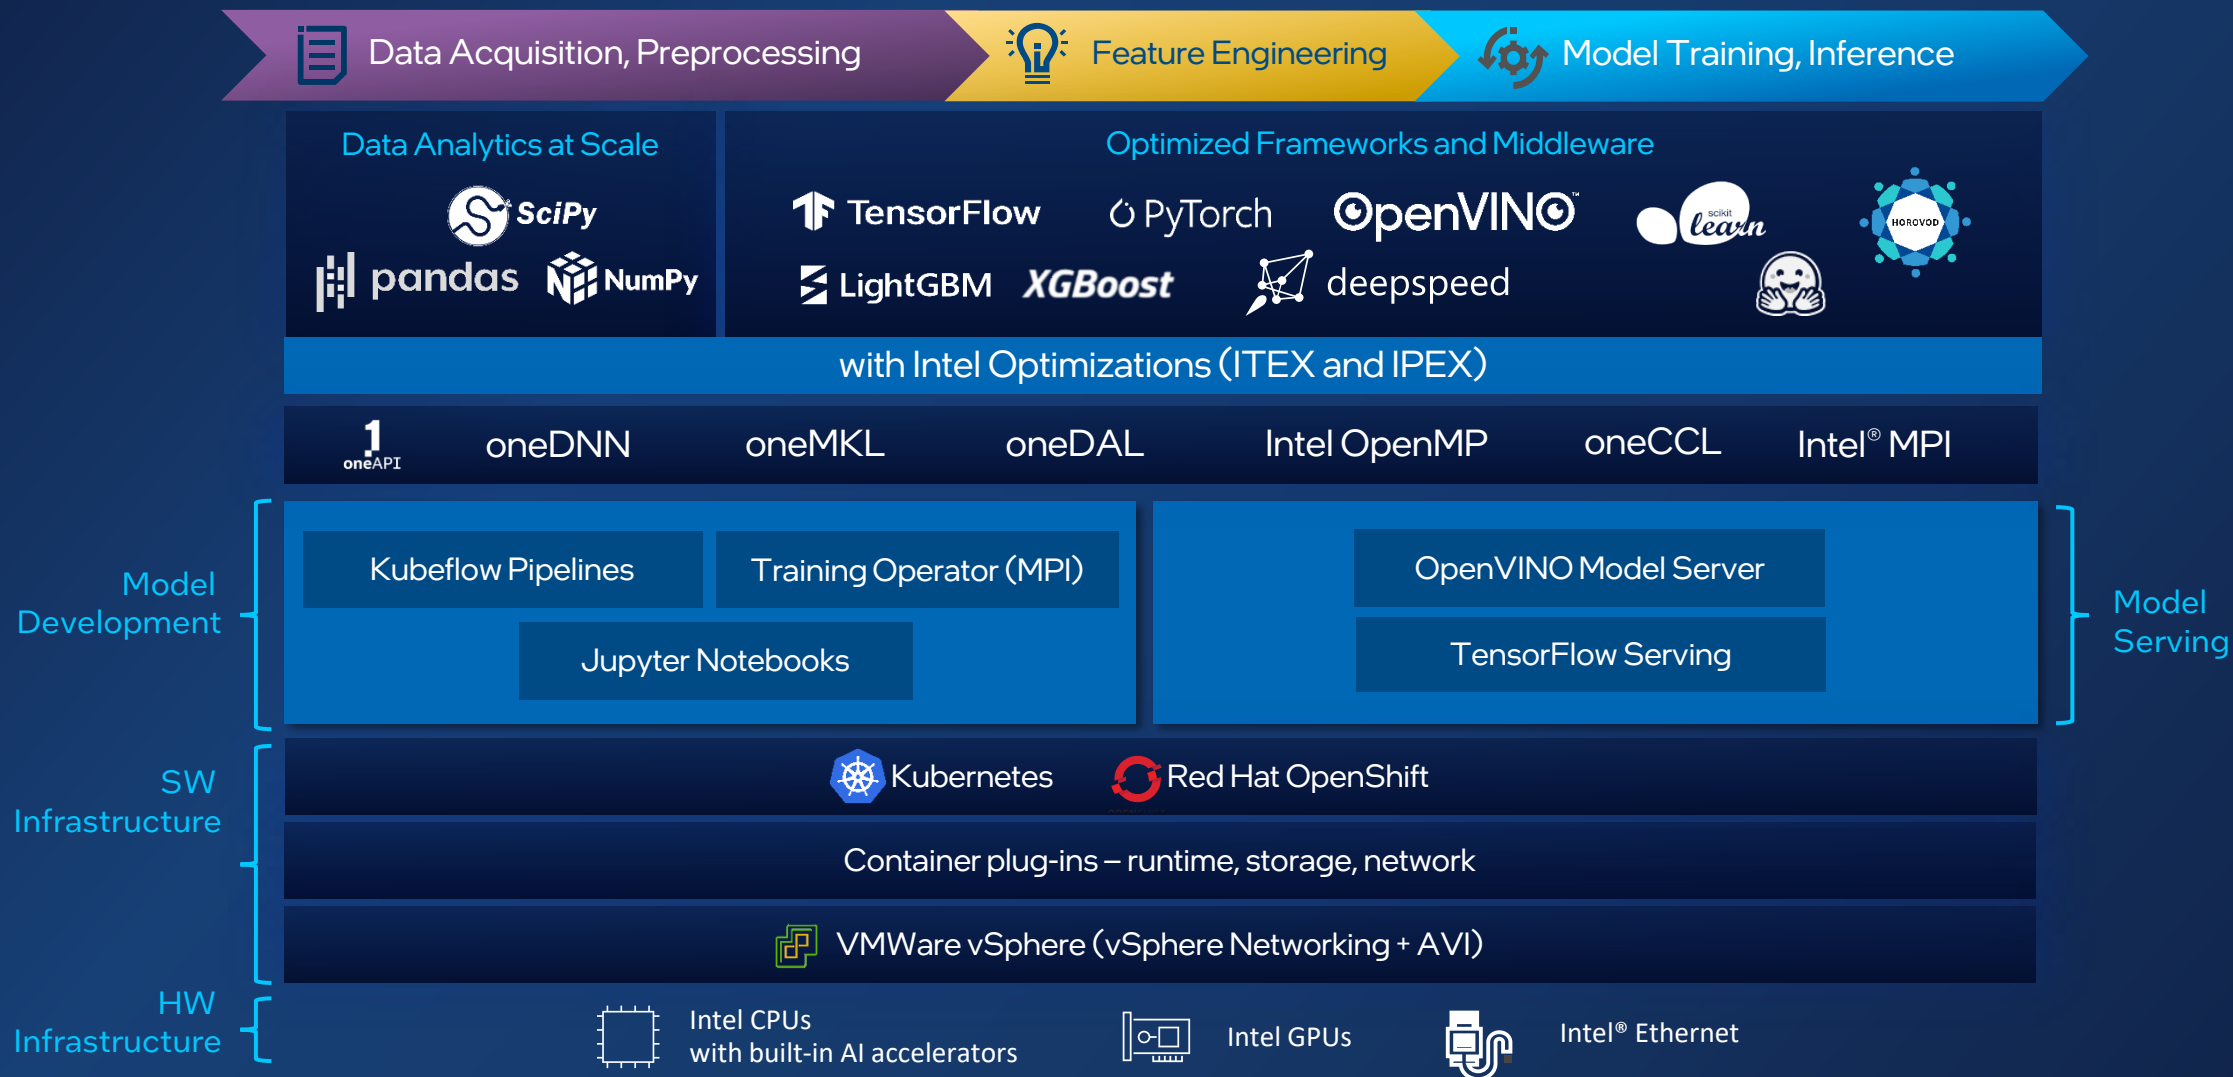 Data Acquisition, Preprocessing
Feature Engineering
Model Training, Inference
Data Analytics at Scale
SciPy
pandas
NumPy
Optimized Frameworks and Middleware
TensorFlow
PyTorch
OpenVINO™
scikit
learn
HOROVOD
LightGBM
XGBoost
deepspeed
with Intel Optimizations (ITEX and IPEX)
1
oneAPI
oneDNN
oneMKL
oneDAL
Intel OpenMP
oneCCL
Intel® MPI
Model
Development
Kubeflow Pipelines
Training Operator (MPI)
Jupyter Notebooks
OpenVINO Model Server
TensorFlow Serving
Model
Serving
SW
Infrastructure
Kubernetes
Red Hat OpenShift
Container plug-ins – runtime, storage, network
VMWare vSphere (vSphere Networking + AVI)
HW
Infrastructure
Intel CPUs
with built-in AI accelerators
Intel GPUs
Intel® Ethernet